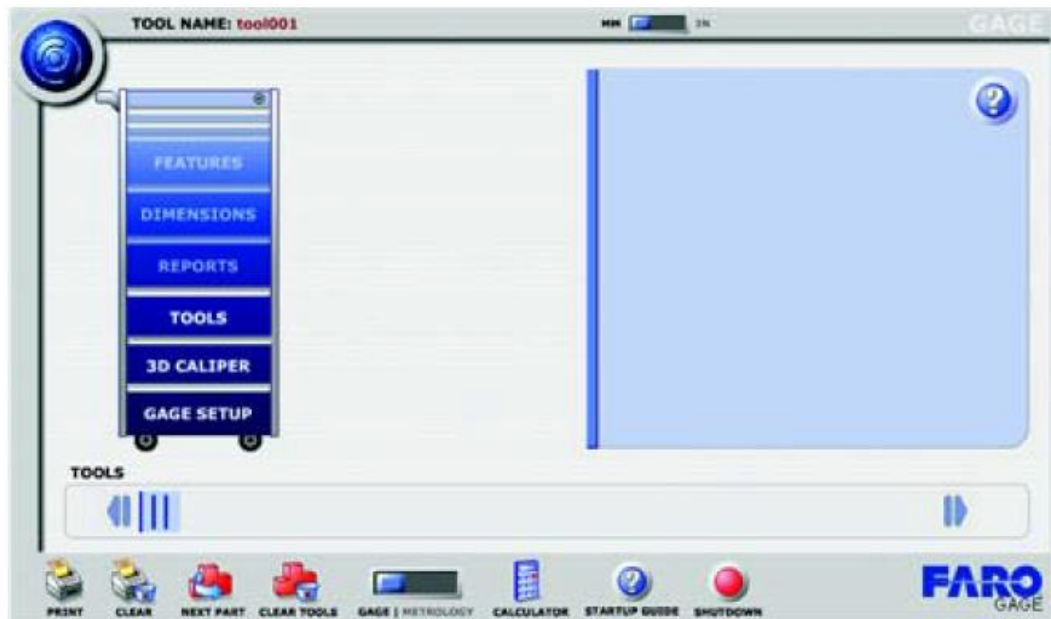 TOOL NAME: tool001
MM IN
GAGE
FEATURES
DIMENSIONS
REPORTS
TOOLS
3D CALIPER
GAGE SETUP
TOOLS
PRINT CLEAR NEXT PART CLEAR TOOLS GAGE | METROLOGY CALCULATOR STARTUP GUIDE SHUTDOWN
FARO
GAGE